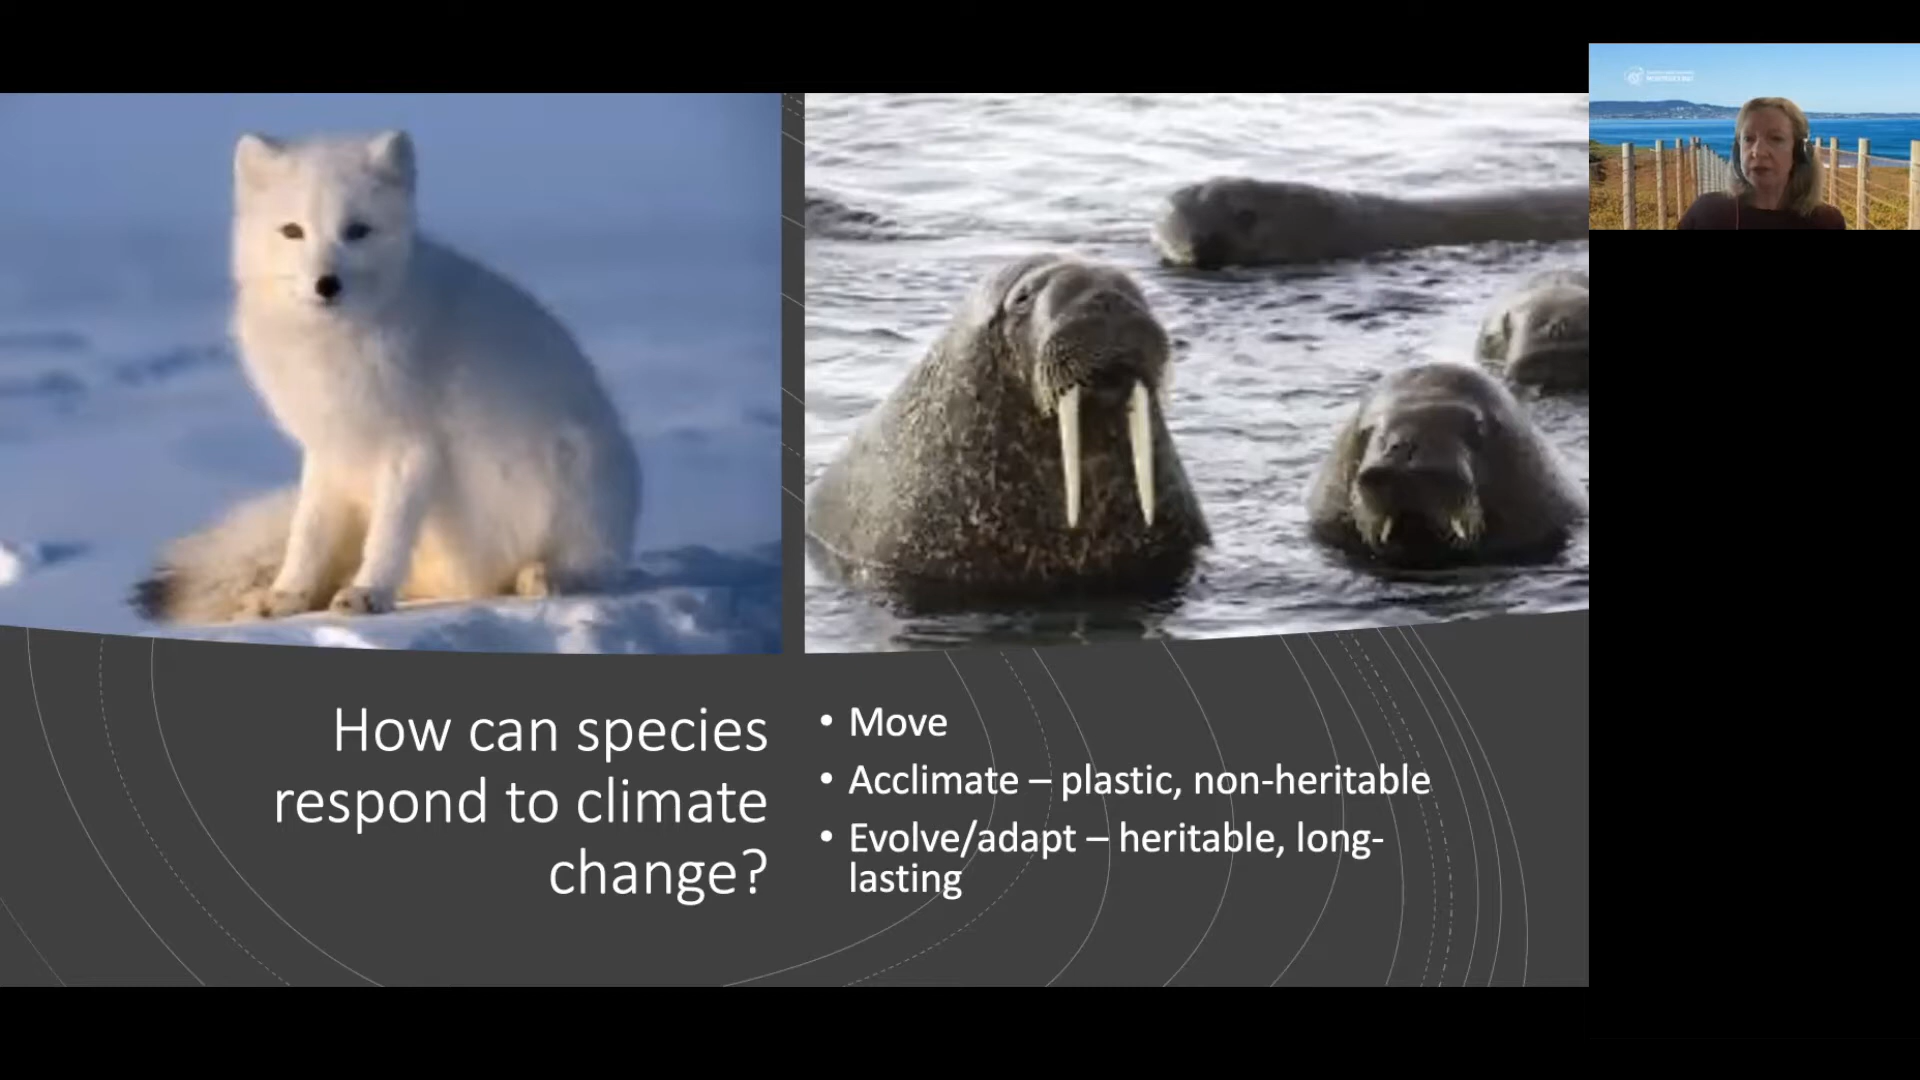 How can species
respond to climate
change?
• Move
• Acclimate – plastic, non-heritable
• Evolve/adapt – heritable, long-
lasting